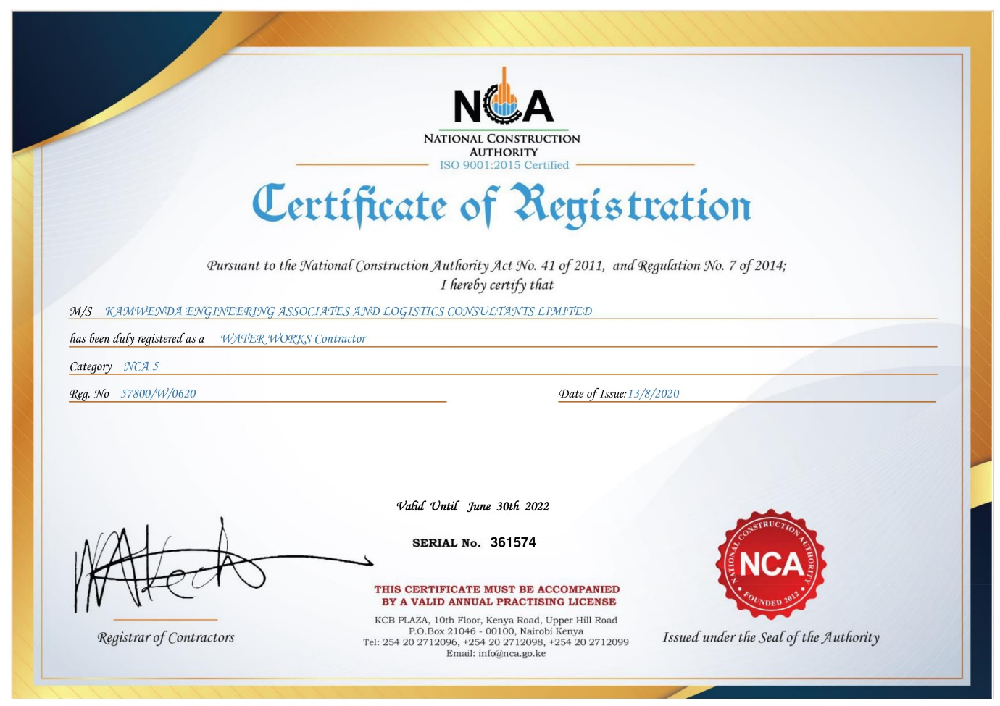 NCA
NATIONAL CONSTRUCTION
AUTHORITY
ISO 9001:2015 Certified
Certificate of Registration
Pursuant to the National Construction Authority Act No. 41 of 2011, and Regulation No. 7 of 2014;
I hereby certify that
M/S KAMWENDA ENGINEERING ASSOCIATES AND LOGISTICS CONSULTANTS LIMITED
has been duly registered as a WATER WORKS Contractor
Category NCA 5
Reg. No 57800/W/0620 Date of Issue:13/8/2020
Valid Until June 30th 2022
SERIAL No. 361574
THIS CERTIFICATE MUST BE ACCOMPANIED
BY A VALID ANNUAL PRACTISING LICENSE
KCB PLAZA, 10th Floor, Kenya Road, Upper Hill Road
P.O.Box 21046 - 00100, Nairobi Kenya
Tel: 254 20 2712096, +254 20 2712098, +254 20 2712099
Email: info@nca.go.ke
Registrar of Contractors
NATIONAL CONSTRUCTION AUTHORITY
NCA
FOUNDED 2012
Issued under the Seal of the Authority